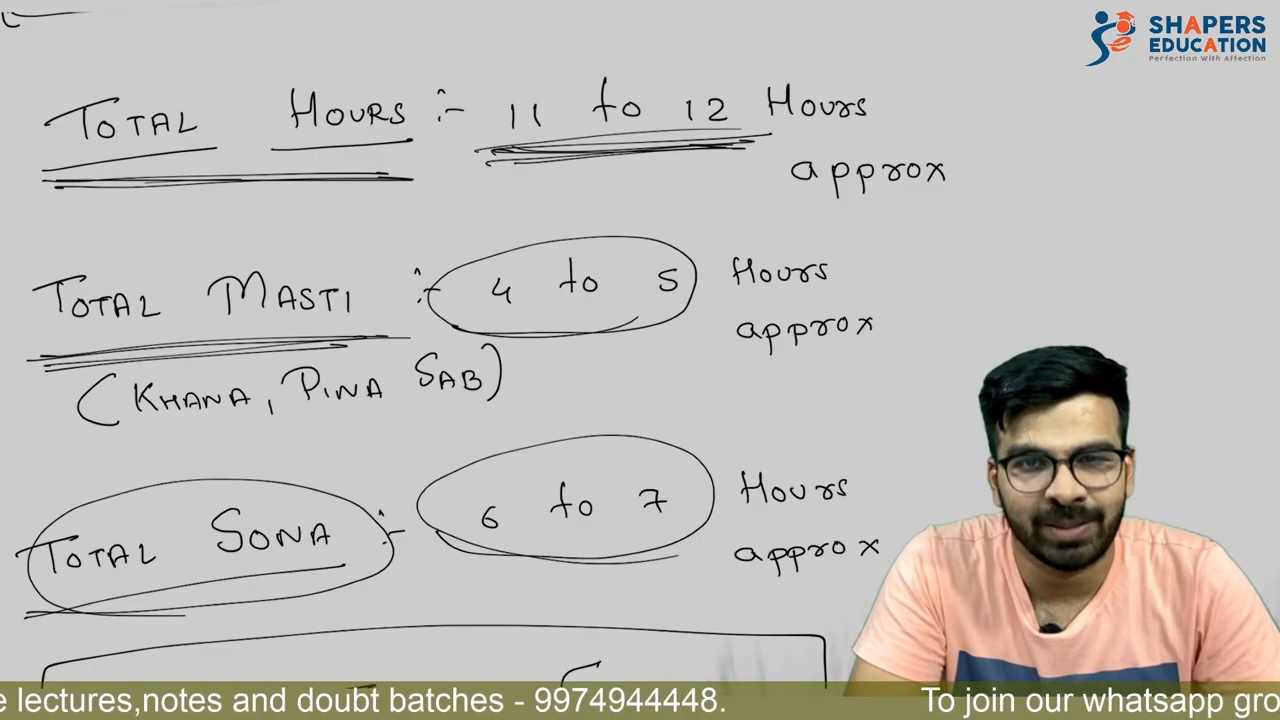 SHAPERS
EDUCATION
Perfection With Affection
TOTAL HOURS :- 11 to 12 Hours
approx
TOTAL MASTI :- 4 to 5 Hours
approx
(KHANA, PINA SAB)
TOTAL SONA :- 6 to 7 Hours
approx
e lectures,notes and doubt batches - 9974944448. To join our whatsapp gro